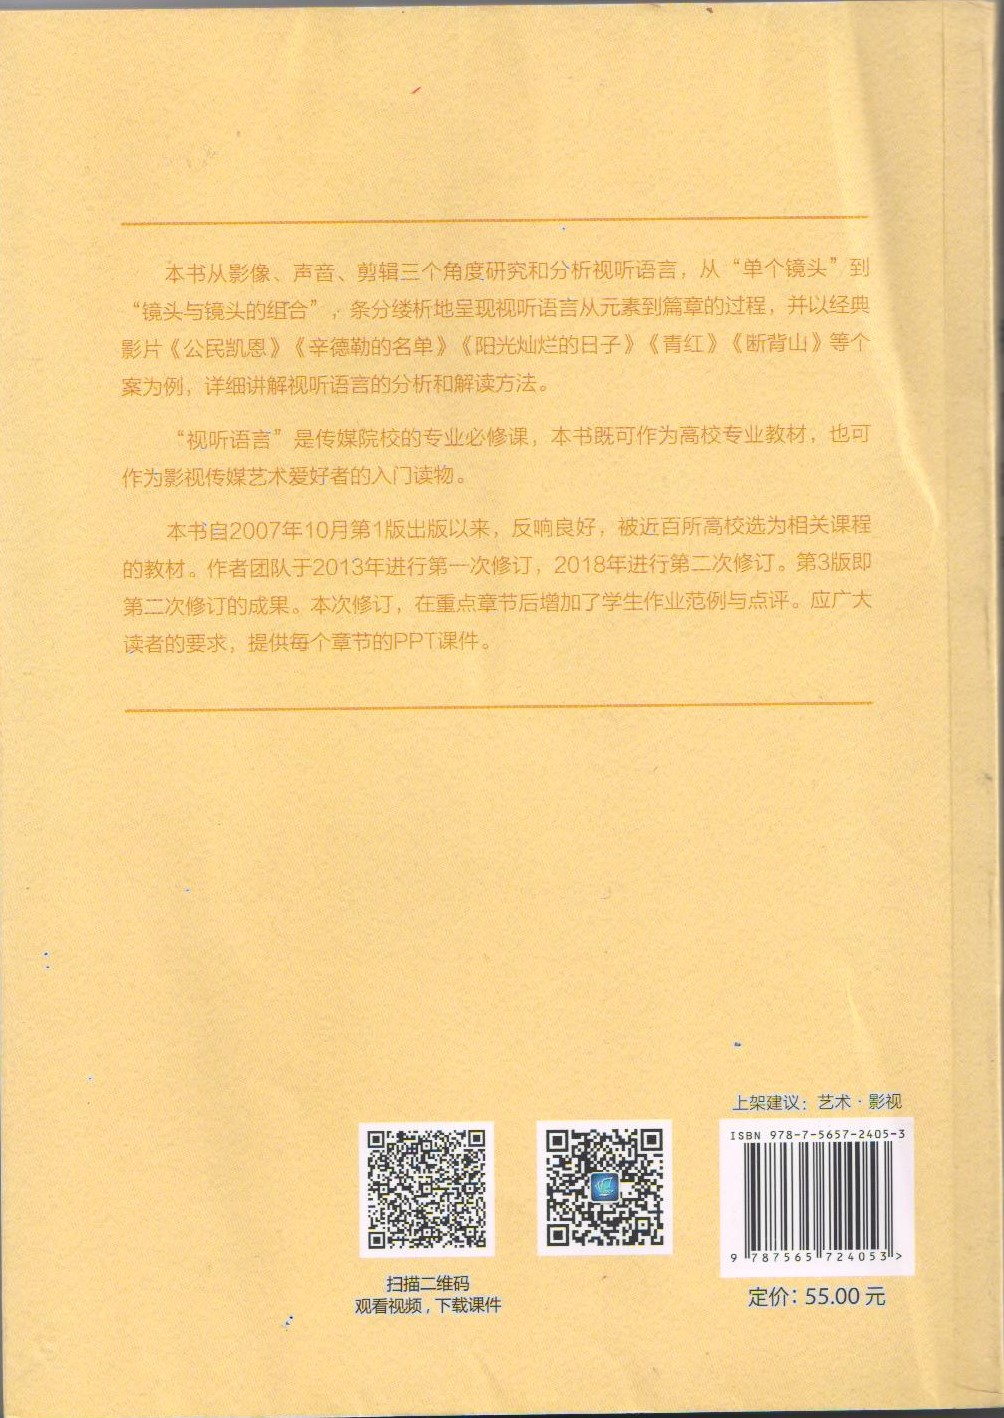 本书从影像、声音、剪辑三个角度研究和分析视听语言，从“单个镜头”到
“镜头与镜头的组合”，条分缕析地呈现视听语言从元素到篇章的过程，并以经典
影片《公民凯恩》《辛德勒的名单》《阳光灿烂的日子》《青红》《断背山》等个
案为例，详细讲解视听语言的分析和解读方法。
“视听语言”是传媒院校的专业必修课，本书既可作为高校专业教材，也可
作为影视传媒艺术爱好者的入门读物。
本书自2007年10月第1版出版以来，反响良好，被近百所高校选为相关课程
的教材。作者团队于2013年进行第一次修订，2018年进行第二次修订。第3版即
第二次修订的成果。本次修订，在重点章节后增加了学生作业范例与点评。应广大
读者的要求，提供每个章节的PPT课件。
上架建议：艺术·影视
ISBN 978-7-5657-2405-3
9 787565 724053 >
定价：55.00 元
扫描二维码
观看视频，下载课件